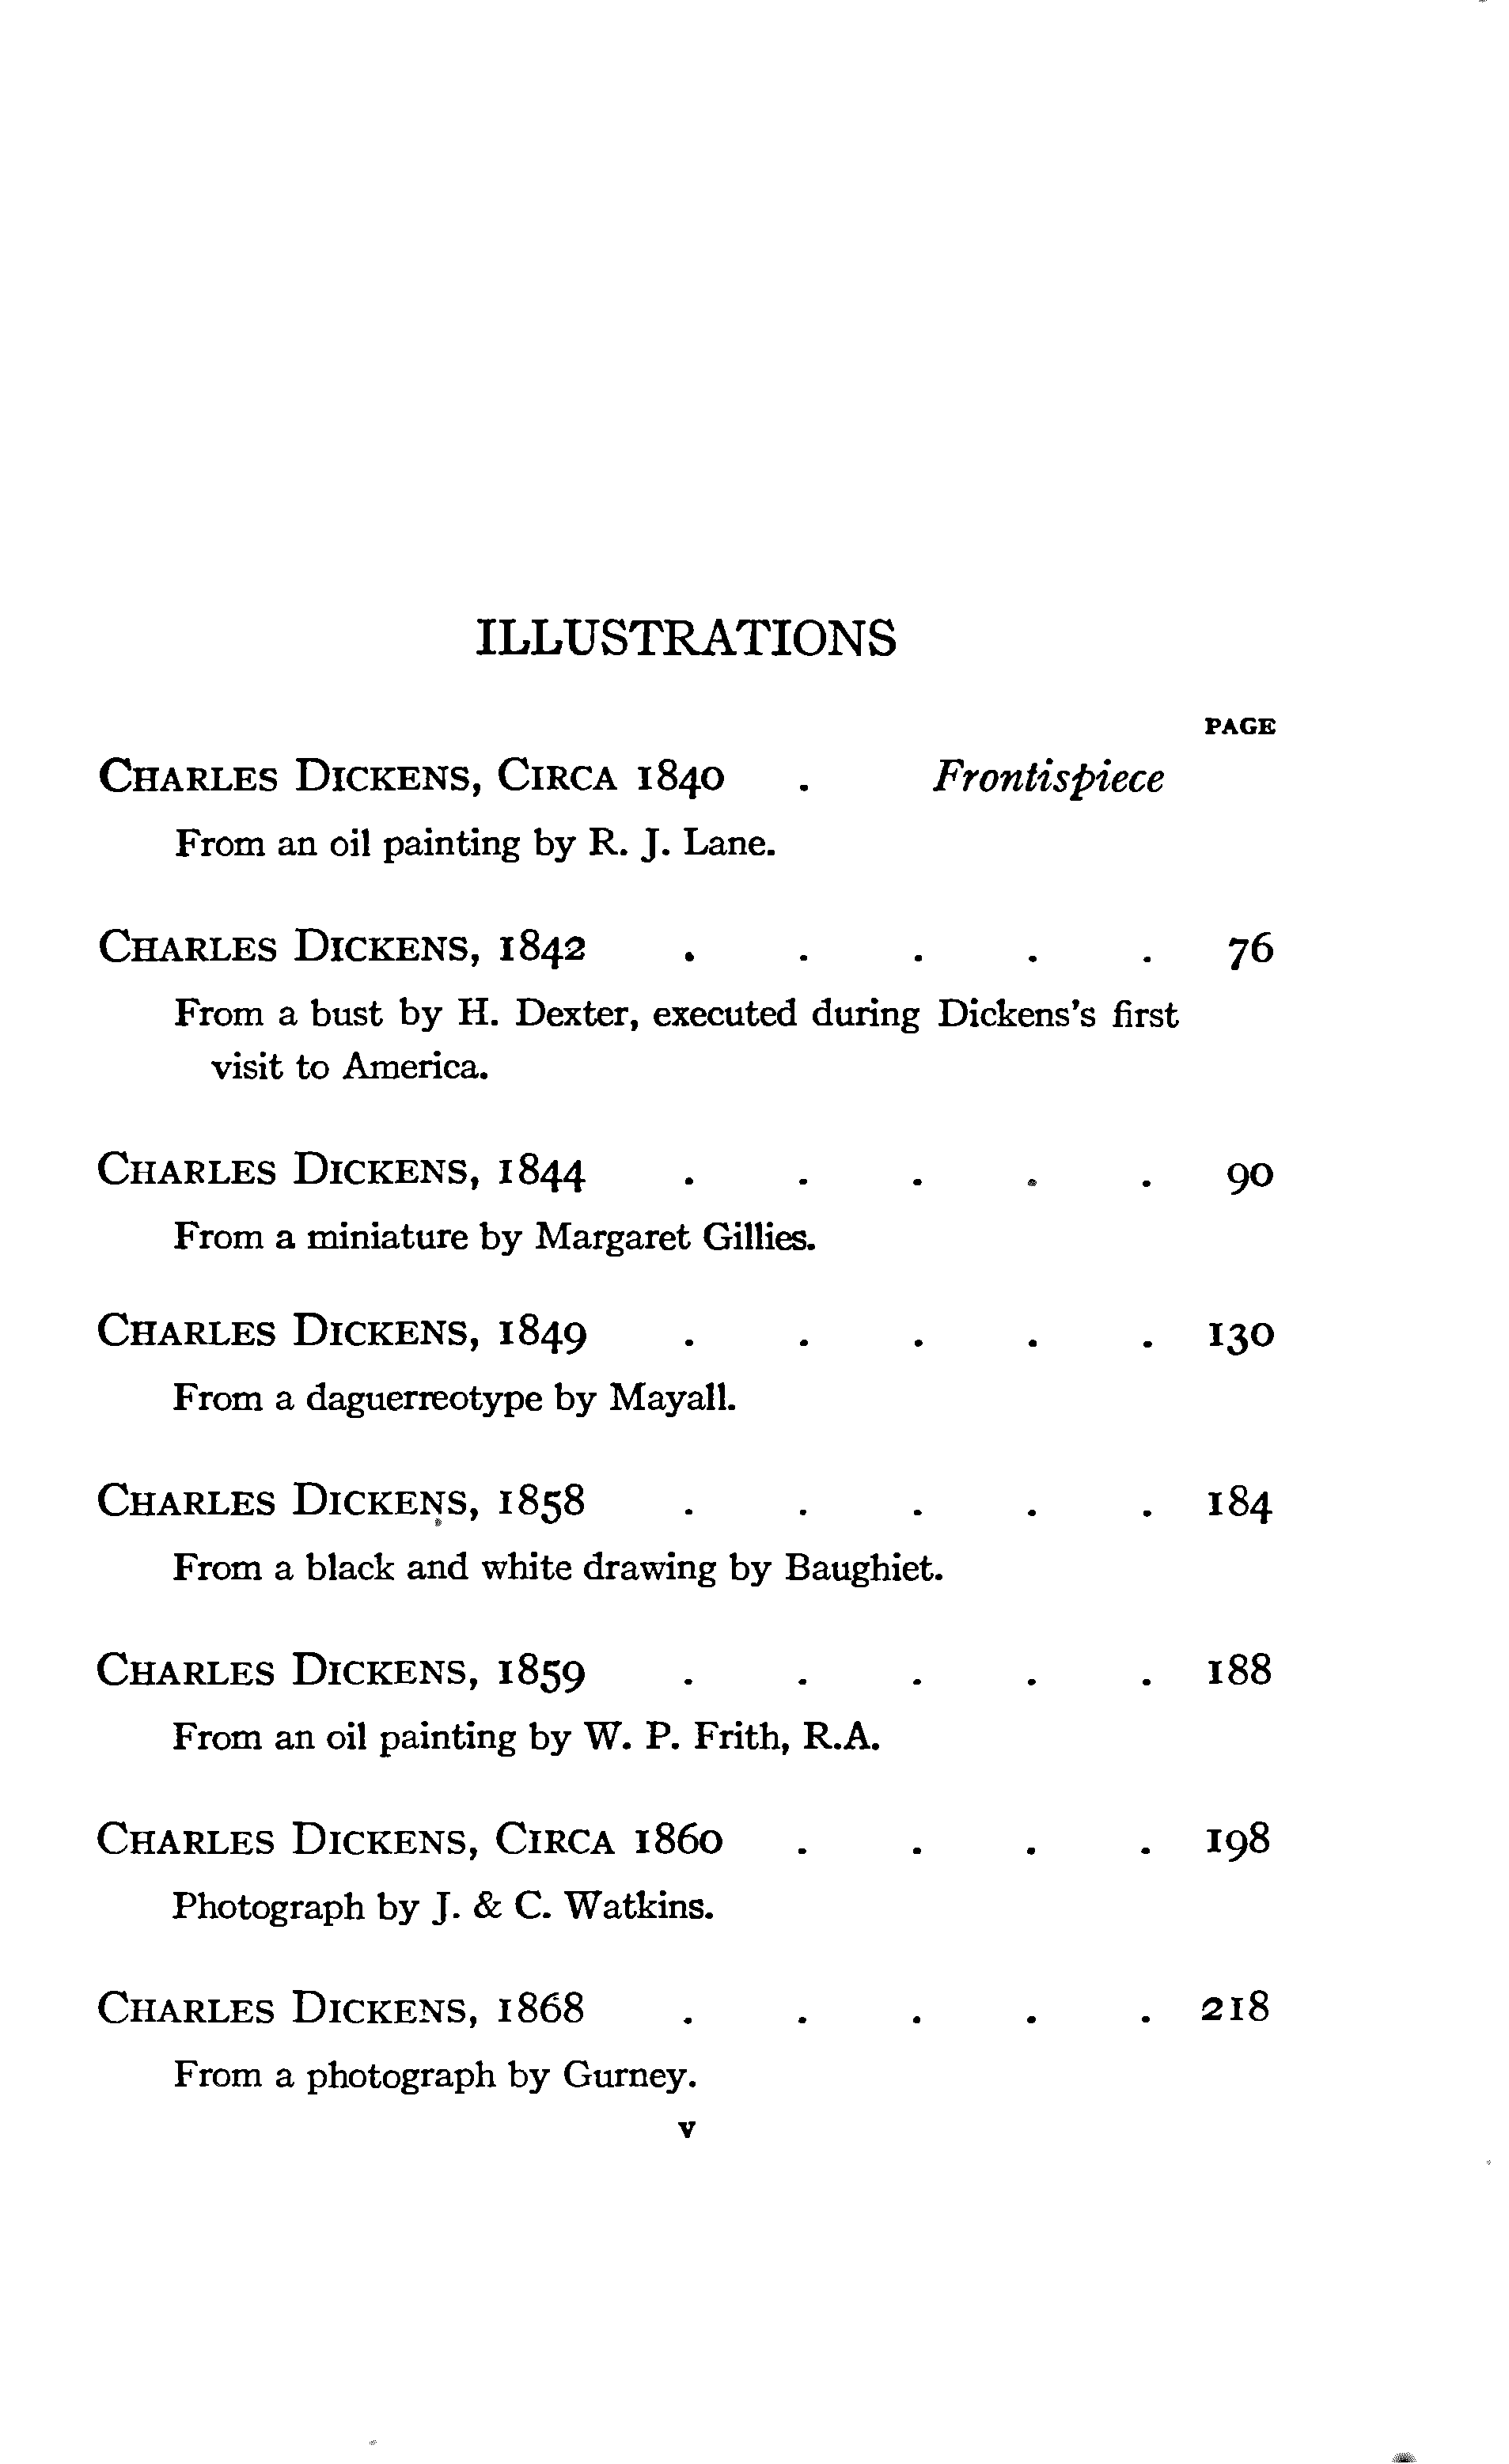 ILLUSTRATIONS
PAGE
CHARLES DICKENS, CIRCA 1840 . Frontispiece
From an oil painting by R. J. Lane.
CHARLES DICKENS, 1842 . . . . . 76
From a bust by H. Dexter, executed during Dickens's first
visit to America.
CHARLES DICKENS, 1844 . . . . . 90
From a miniature by Margaret Gillies.
CHARLES DICKENS, 1849 . . . . . 130
From a daguerreotype by Mayall.
CHARLES DICKENS, 1858 . . . . . 184
From a black and white drawing by Baughiet.
CHARLES DICKENS, 1859 . . . . . 188
From an oil painting by W. P. Frith, R.A.
CHARLES DICKENS, CIRCA 1860 . . . . 198
Photograph by J. & C. Watkins.
CHARLES DICKENS, 1868 . . . . . 218
From a photograph by Gurney.
v